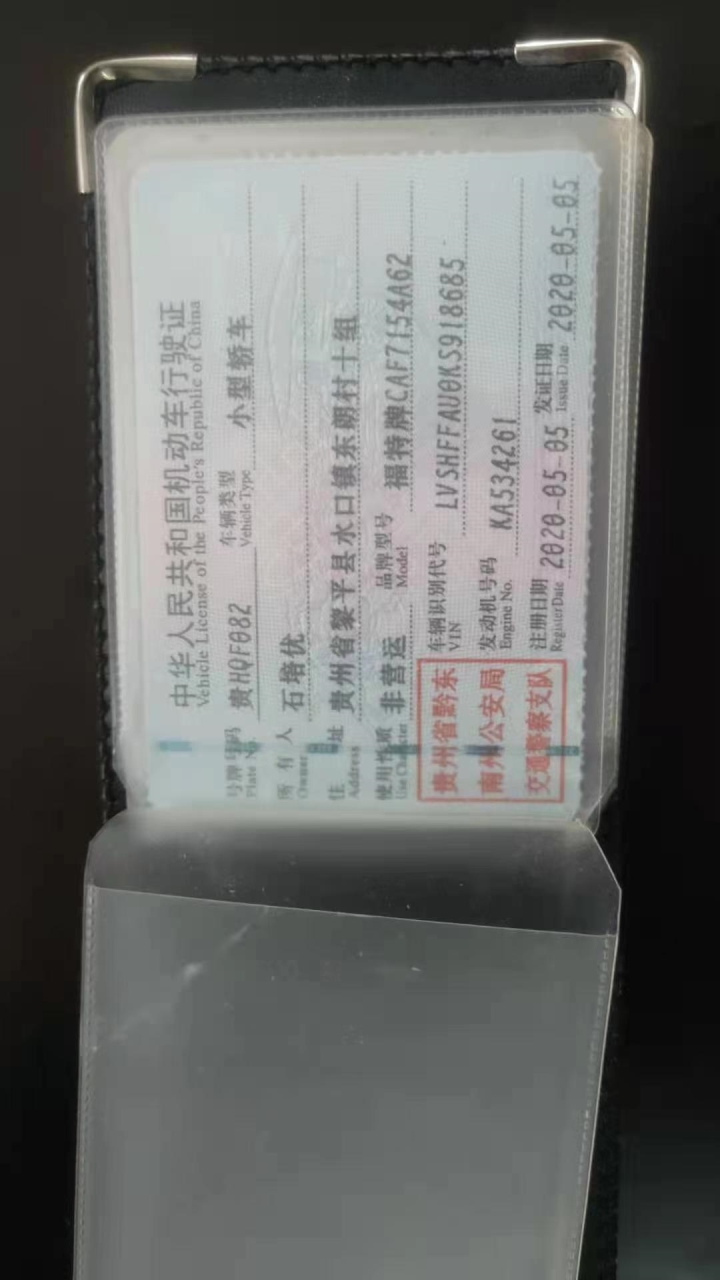 中华人民共和国机动车行驶证
Vehicle License of the People's Republic of China
号牌号码 贵HQF082 车辆类型 小型轿车
Plate No. Vehicle Type
所有人 石培优
Owner
住址 贵州省黎平县水口镇东朗村十组
Address
使用性质 非营运 品牌型号 福特牌CAF7154A62
Use Character Model
贵州省黔东 车辆识别代号 LVSHFFAU0KS918685
VIN
南州公安局 发动机号码 KA534261
Engine No.
交通警察支队 注册日期 2020-05-05 发证日期 2020-05-05
Register Date Issue Date